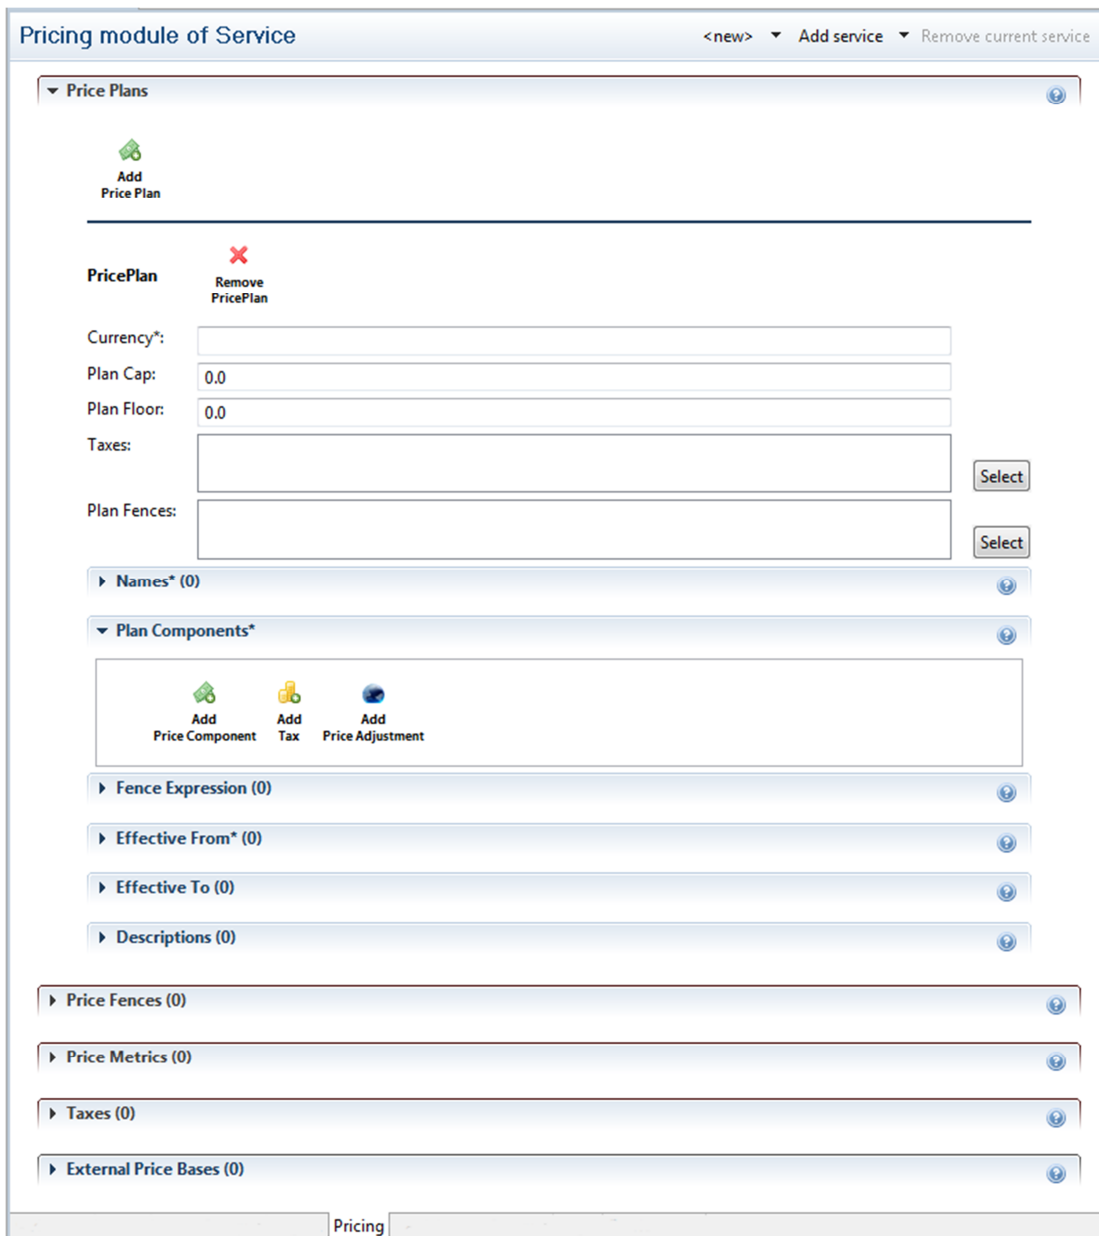 Pricing module of Service <new> Add service Remove current service
Price Plans
Add
Price Plan
PricePlan
Remove
PricePlan
Currency*:
Plan Cap: 0.0
Plan Floor: 0.0
Taxes:
Select
Plan Fences:
Select
Names* (0)
Plan Components*
Add Add Add
Price Component Tax Price Adjustment
Fence Expression (0)
Effective From* (0)
Effective To (0)
Descriptions (0)
Price Fences (0)
Price Metrics (0)
Taxes (0)
External Price Bases (0)
Pricing